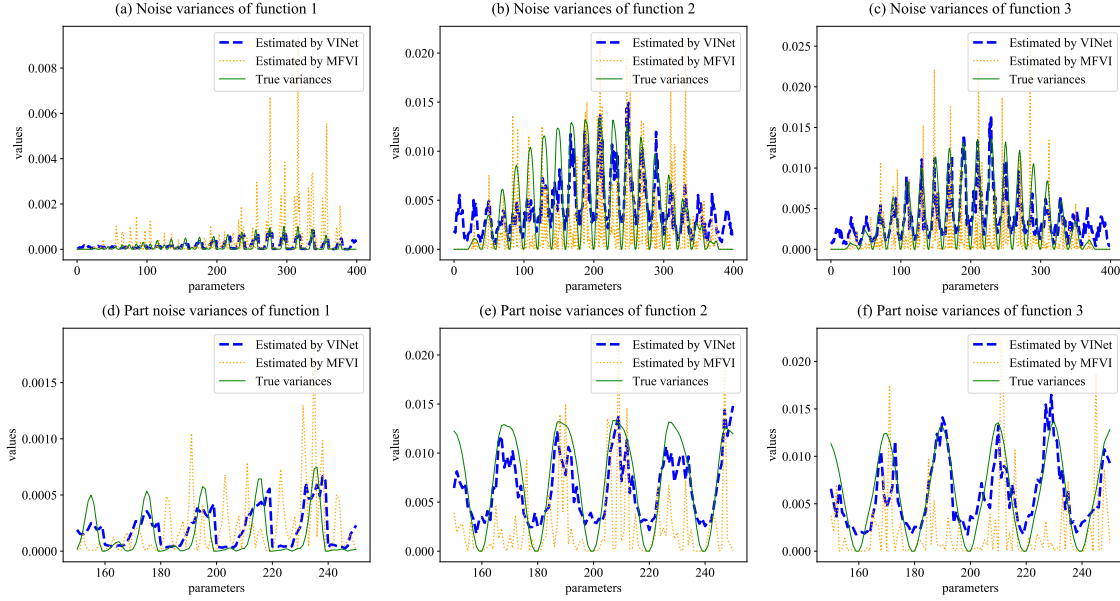 (a) Noise variances of function 1
Estimated by VINet
Estimated by MFVI
True variances
values
0.008
0.006
0.004
0.002
0.000
0
100
200
300
400
parameters
(b) Noise variances of function 2
Estimated by VINet
Estimated by MFVI
True variances
values
0.020
0.015
0.010
0.005
0.000
0
100
200
300
400
parameters
(c) Noise variances of function 3
Estimated by VINet
Estimated by MFVI
True variances
values
0.025
0.020
0.015
0.010
0.005
0.000
0
100
200
300
400
parameters
(d) Part noise variances of function 1
Estimated by VINet
Estimated by MFVI
True variances
values
0.0015
0.0010
0.0005
0.0000
160
180
200
220
240
parameters
(e) Part noise variances of function 2
Estimated by VINet
Estimated by MFVI
True variances
values
0.020
0.015
0.010
0.005
0.000
160
180
200
220
240
parameters
(f) Part noise variances of function 3
Estimated by VINet
Estimated by MFVI
True variances
values
0.020
0.015
0.010
0.005
0.000
160
180
200
220
240
parameters